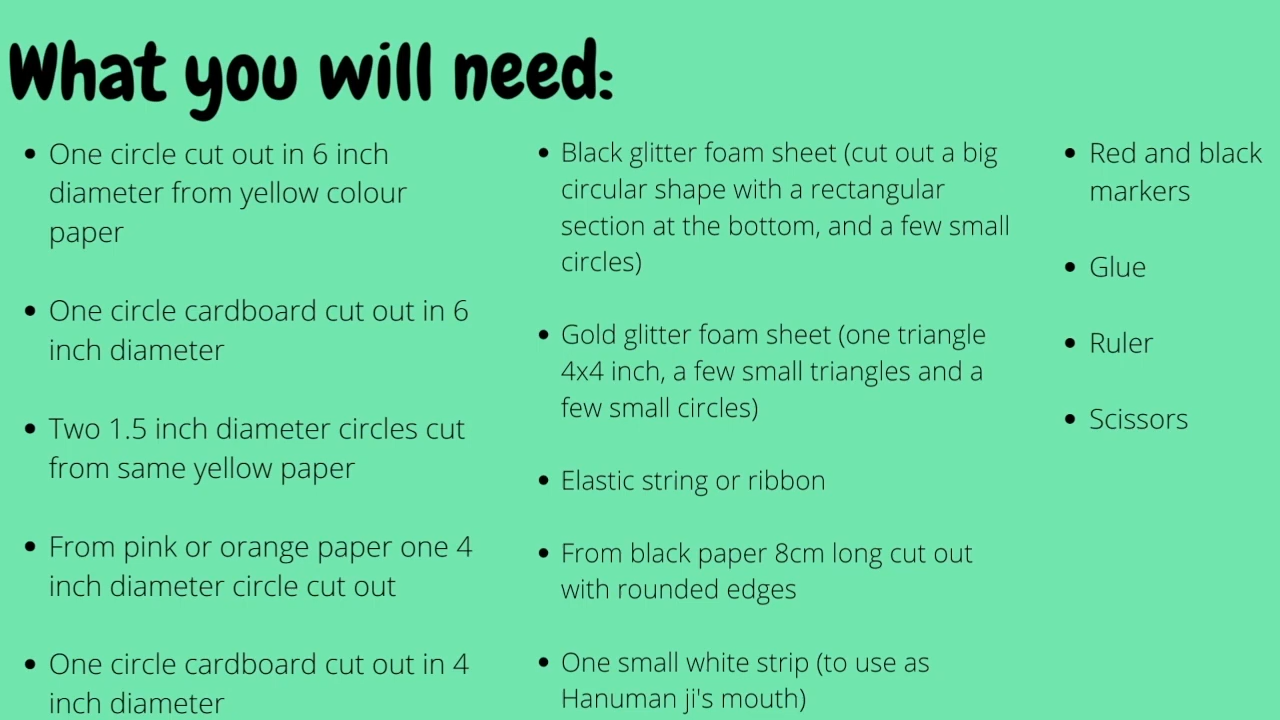 What you will need:
• One circle cut out in 6 inch
diameter from yellow colour
paper
• One circle cardboard cut out in 6
inch diameter
• Two 1.5 inch diameter circles cut
from same yellow paper
• From pink or orange paper one 4
inch diameter circle cut out
• One circle cardboard cut out in 4
inch diameter
• Black glitter foam sheet (cut out a big
circular shape with a rectangular
section at the bottom, and a few small
circles)
• Gold glitter foam sheet (one triangle
4x4 inch, a few small triangles and a
few small circles)
• Elastic string or ribbon
• From black paper 8cm long cut out
with rounded edges
• One small white strip (to use as
Hanuman ji's mouth)
• Red and black
markers
• Glue
• Ruler
• Scissors